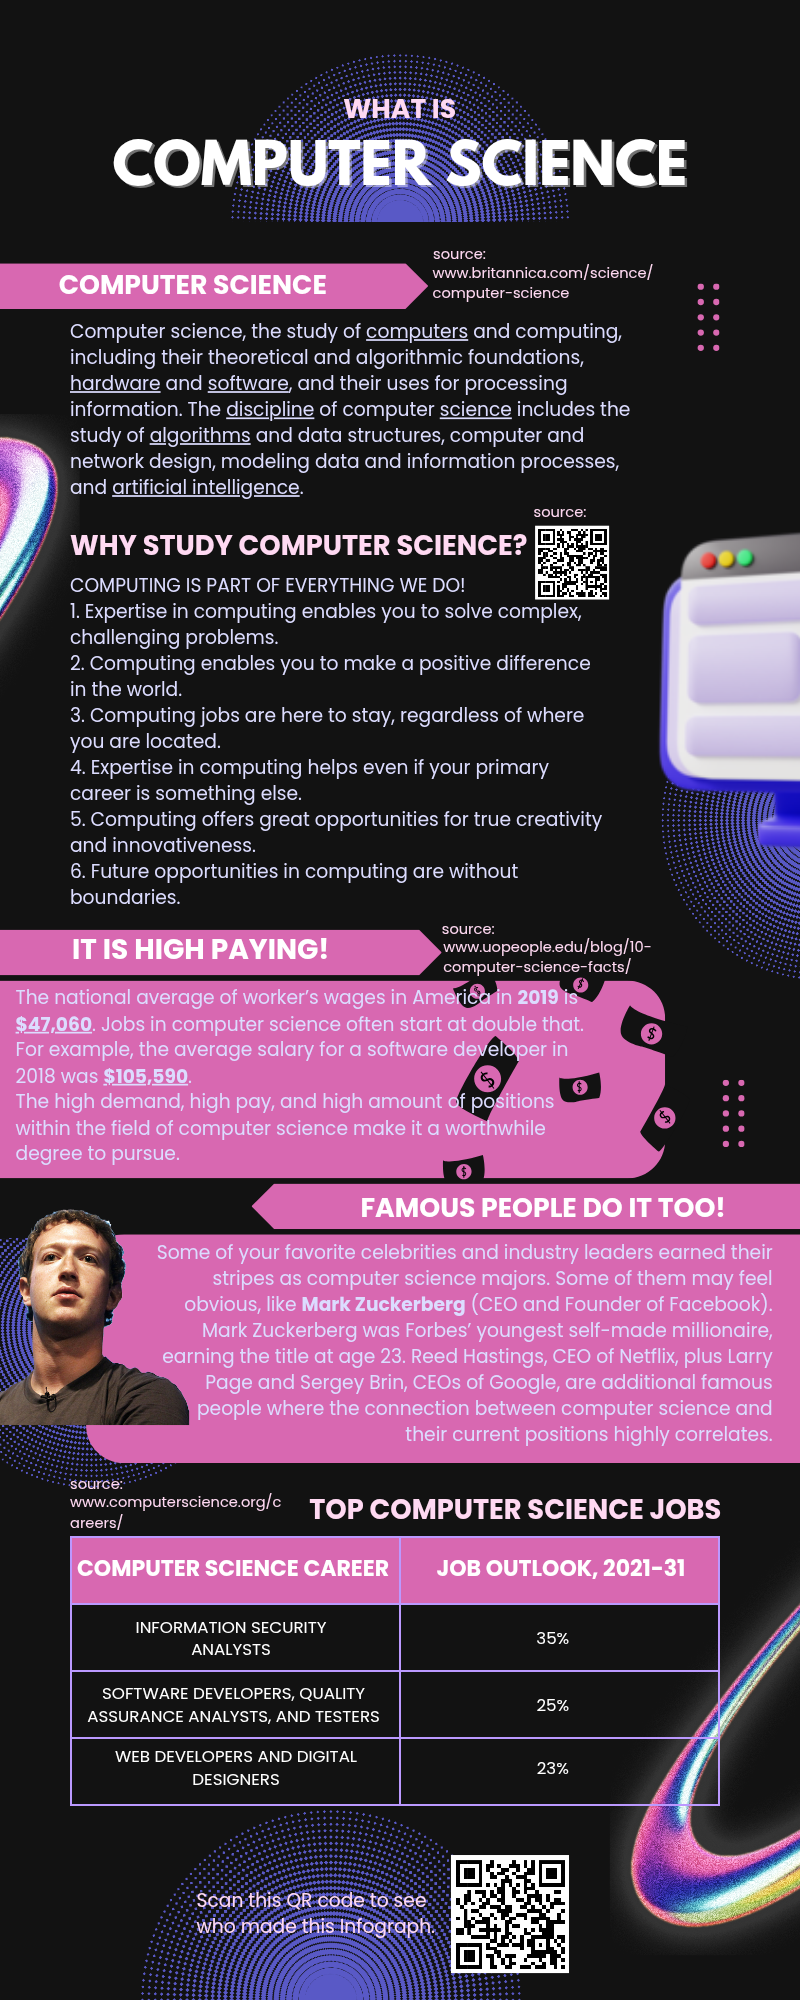 WHAT IS
COMPUTER SCIENCE
source:
www.britannica.com/science/
computer-science
COMPUTER SCIENCE
Computer science, the study of computers and computing,
including their theoretical and algorithmic foundations,
hardware and software, and their uses for processing
information. The discipline of computer science includes the
study of algorithms and data structures, computer and
network design, modeling data and information processes,
and artificial intelligence.
source:
WHY STUDY COMPUTER SCIENCE?
COMPUTING IS PART OF EVERYTHING WE DO!
1. Expertise in computing enables you to solve complex,
challenging problems.
2. Computing enables you to make a positive difference
in the world.
3. Computing jobs are here to stay, regardless of where
you are located.
4. Expertise in computing helps even if your primary
career is something else.
5. Computing offers great opportunities for true creativity
and innovativeness.
6. Future opportunities in computing are without
boundaries.
source:
www.uopeople.edu/blog/10-
computer-science-facts/
IT IS HIGH PAYING!
The national average of worker’s wages in America in 2019 is
$47,060. Jobs in computer science often start at double that.
For example, the average salary for a software developer in
2018 was $105,590.
The high demand, high pay, and high amount of positions
within the field of computer science make it a worthwhile
degree to pursue.
FAMOUS PEOPLE DO IT TOO!
Some of your favorite celebrities and industry leaders earned their
stripes as computer science majors. Some of them may feel
obvious, like Mark Zuckerberg (CEO and Founder of Facebook).
Mark Zuckerberg was Forbes’ youngest self-made millionaire,
earning the title at age 23. Reed Hastings, CEO of Netflix, plus Larry
Page and Sergey Brin, CEOs of Google, are additional famous
people where the connection between computer science and
their current positions highly correlates.
source:
www.computerscience.org/c
areers/
TOP COMPUTER SCIENCE JOBS
COMPUTER SCIENCE CAREER
JOB OUTLOOK, 2021-31
INFORMATION SECURITY
ANALYSTS
35%
SOFTWARE DEVELOPERS, QUALITY
ASSURANCE ANALYSTS, AND TESTERS
25%
WEB DEVELOPERS AND DIGITAL
DESIGNERS
23%
Scan this QR code to see
who made this Infograph.